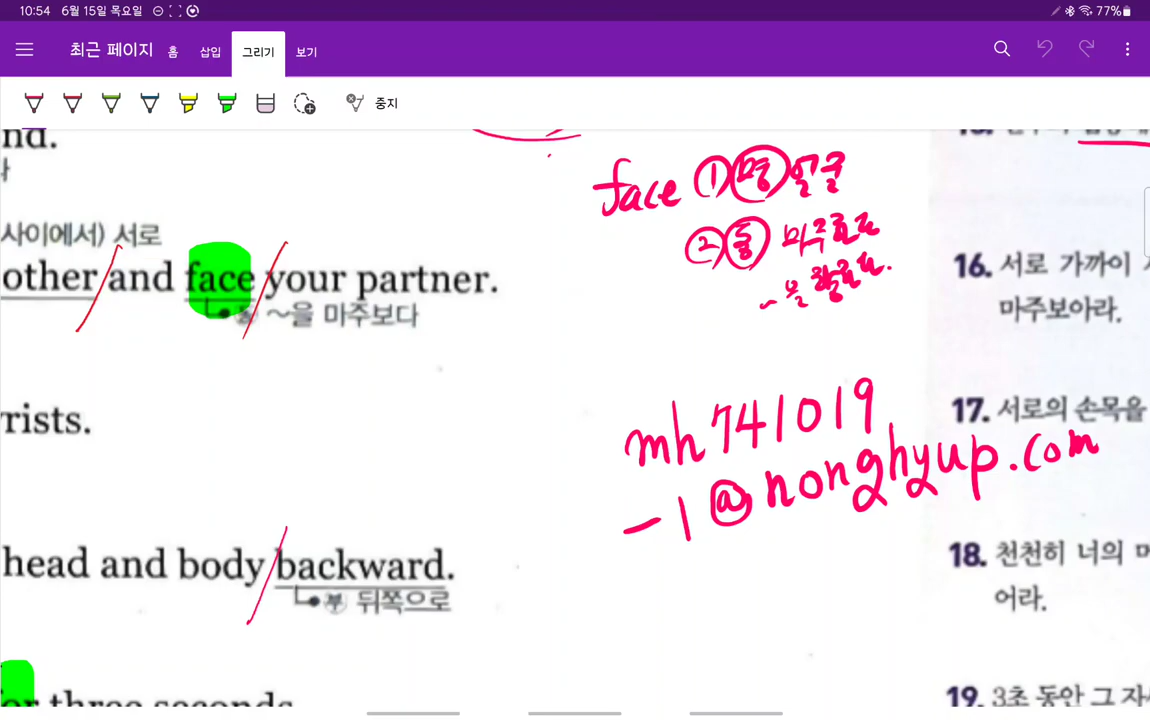 10:54 6월 15일 목요일
77%
최근 페이지 홈 삽입 그리기 보기
중지
nd.
사이에서) 서로
other and face your partner.
~을 마주보다
rists.
head and body backward.
부 뒤쪽으로
or three seconds
face ① 명 얼굴
② 동 마주보다
~을 향하다.
mh741019
-1@nonghyup.com
16. 서로 가까이
마주보아라.
17. 서로의 손목을
18. 천천히 너의 머
어라.
19. 3초 동안 그 자